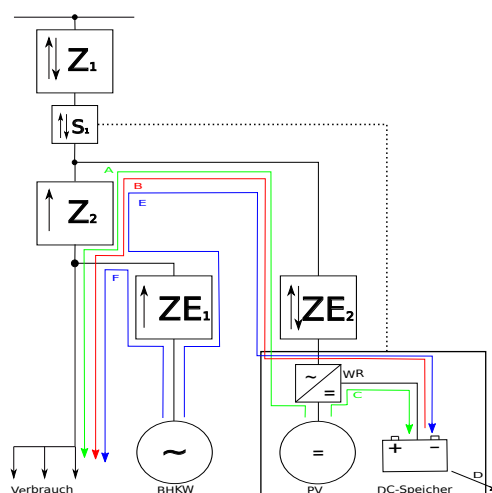 Z1
S1
A
B
Z2
E
F
ZE1
ZE2
~
=
WR
C
~
=
+ −
D
Verbrauch
BHKW
PV
DC-Speicher